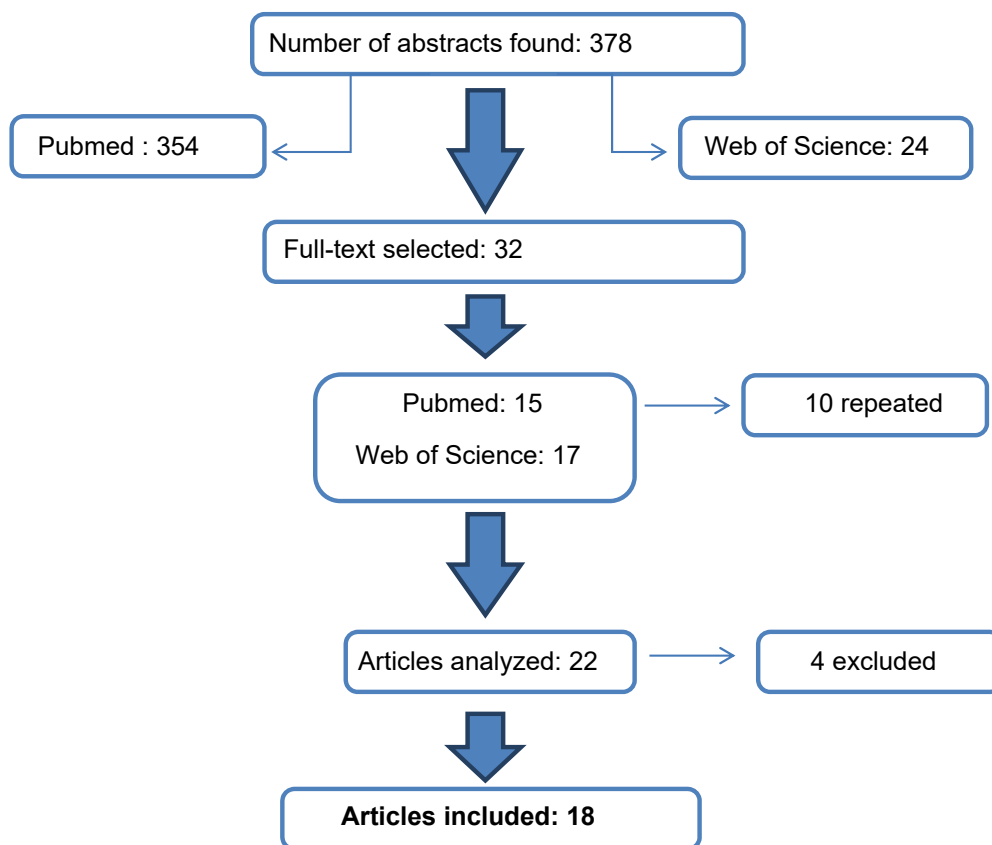 Number of abstracts found: 378
Pubmed : 354
Web of Science: 24
Full-text selected: 32
Pubmed: 15
Web of Science: 17
10 repeated
Articles analyzed: 22
4 excluded
Articles included: 18